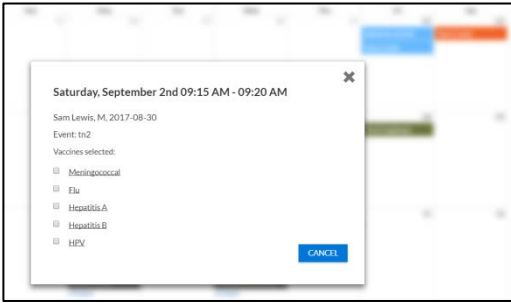 Saturday, September 2nd 09:15 AM - 09:20 AM
Sam Lewis, M, 2017-08-30
Event: tn2
Vaccines selected:
Meningococcal
Flu
Hepatitis A
Hepatitis B
HPV
CANCEL